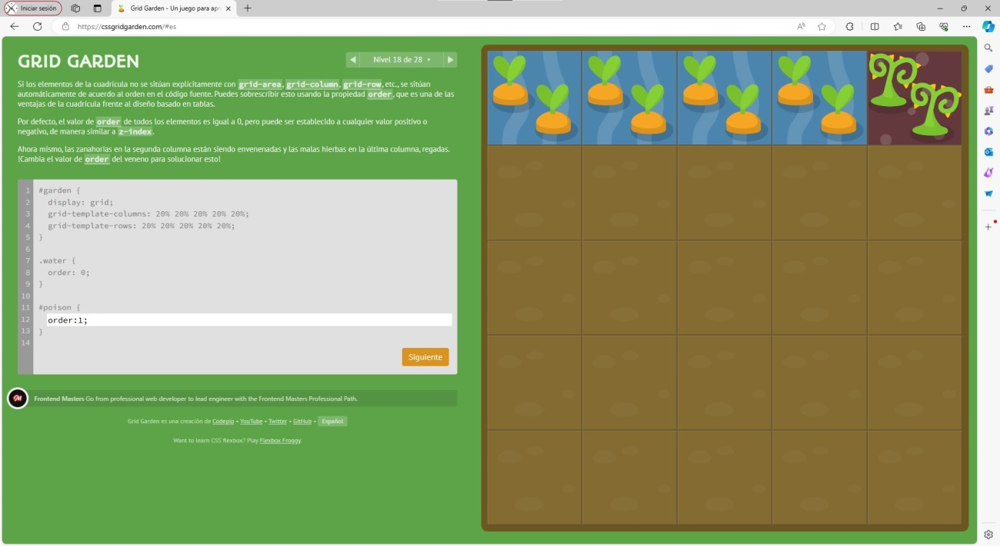 Iniciar sesión
Grid Garden - Un juego para apr
https://cssgridgarden.com/#es
GRID GARDEN
Nivel 18 de 28
Si los elementos de la cuadrícula no se sitúan explícitamente con grid-area, grid-column, grid-row, etc., se sitúan
automáticamente de acuerdo al orden en el código fuente. Puedes sobrescribir esto usando la propiedad order, que es una de las
ventajas de la cuadrícula frente al diseño basado en tablas.
Por defecto, el valor de order de todos los elementos es igual a 0, pero puede ser establecido a cualquier valor positivo o
negativo, de manera similar a z-index.
Ahora mismo, las zanahorias en la segunda columna están siendo envenenadas y las malas hierbas en la última columna, regadas.
!Cambia el valor de order del veneno para solucionar esto!
1 #garden {
2 display: grid;
3 grid-template-columns: 20% 20% 20% 20% 20%;
4 grid-template-rows: 20% 20% 20% 20% 20%;
5 }
6
7 .water {
8 order: 0;
9 }
10
11 #poison {
12 order:1;
13 }
14
Siguiente
Frontend Masters Go from professional web developer to lead engineer with the Frontend Masters Professional Path.
Grid Garden es una creación de Codepip • YouTube • Twitter • GitHub • Español
Want to learn CSS flexbox? Play Flexbox Froggy.